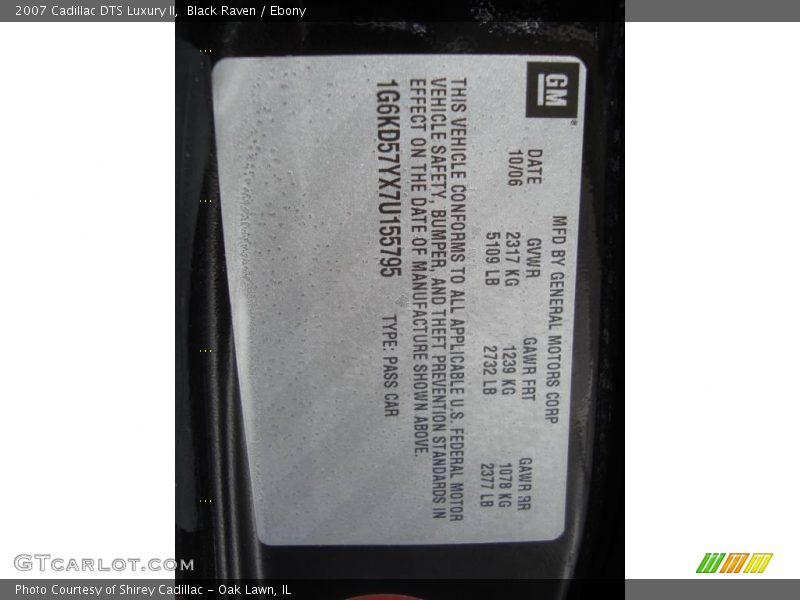 2007 Cadillac DTS Luxury II, Black Raven / Ebony
GM
MFD BY GENERAL MOTORS CORP
DATE GVWR GAWR FRT GAWR RR
10/06 2317 KG 1239 KG 1078 KG
5109 LB 2732 LB 2377 LB
THIS VEHICLE CONFORMS TO ALL APPLICABLE U.S. FEDERAL MOTOR
VEHICLE SAFETY, BUMPER, AND THEFT PREVENTION STANDARDS IN
EFFECT ON THE DATE OF MANUFACTURE SHOWN ABOVE.
1G6KD57YX7U155795 TYPE: PASS CAR
GTcarlot.com
Photo Courtesy of Shirey Cadillac - Oak Lawn, IL